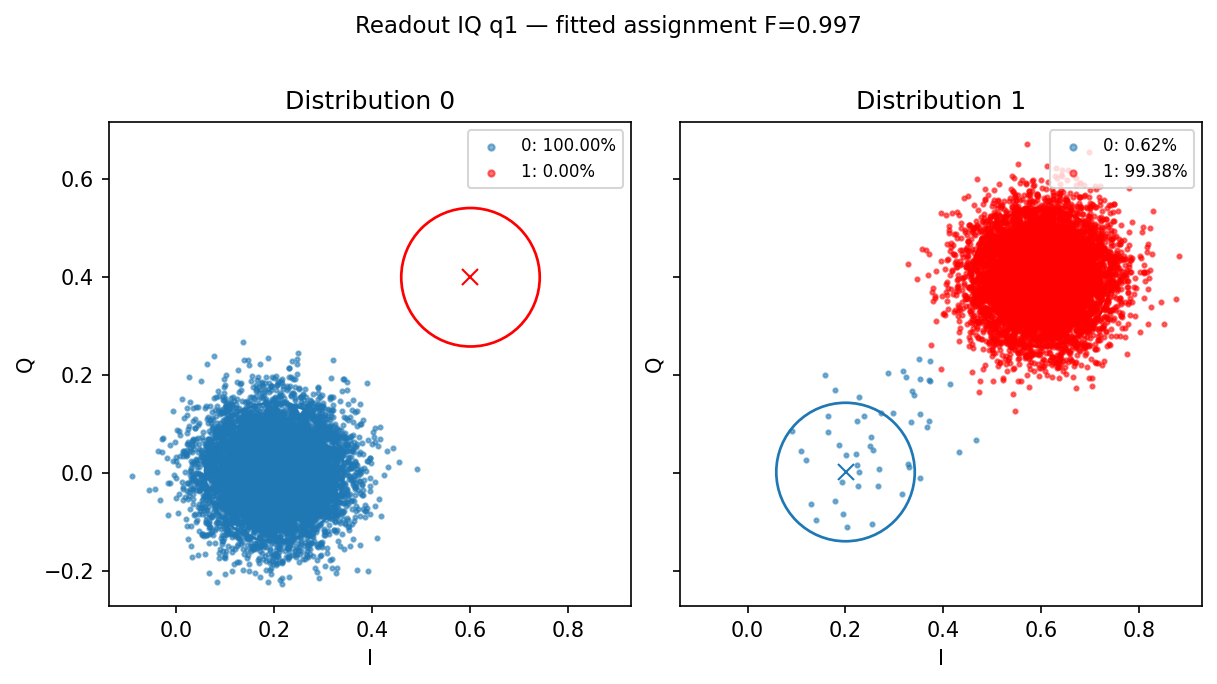 Readout IQ q1 — fitted assignment F=0.997
Distribution 0
Distribution 1
0: 100.00%
1: 0.00%
0: 0.62%
1: 99.38%
Q
0.6
0.4
0.2
0.0
−0.2
Q
0.0 0.2 0.4 0.6 0.8
0.0 0.2 0.4 0.6 0.8
I
I